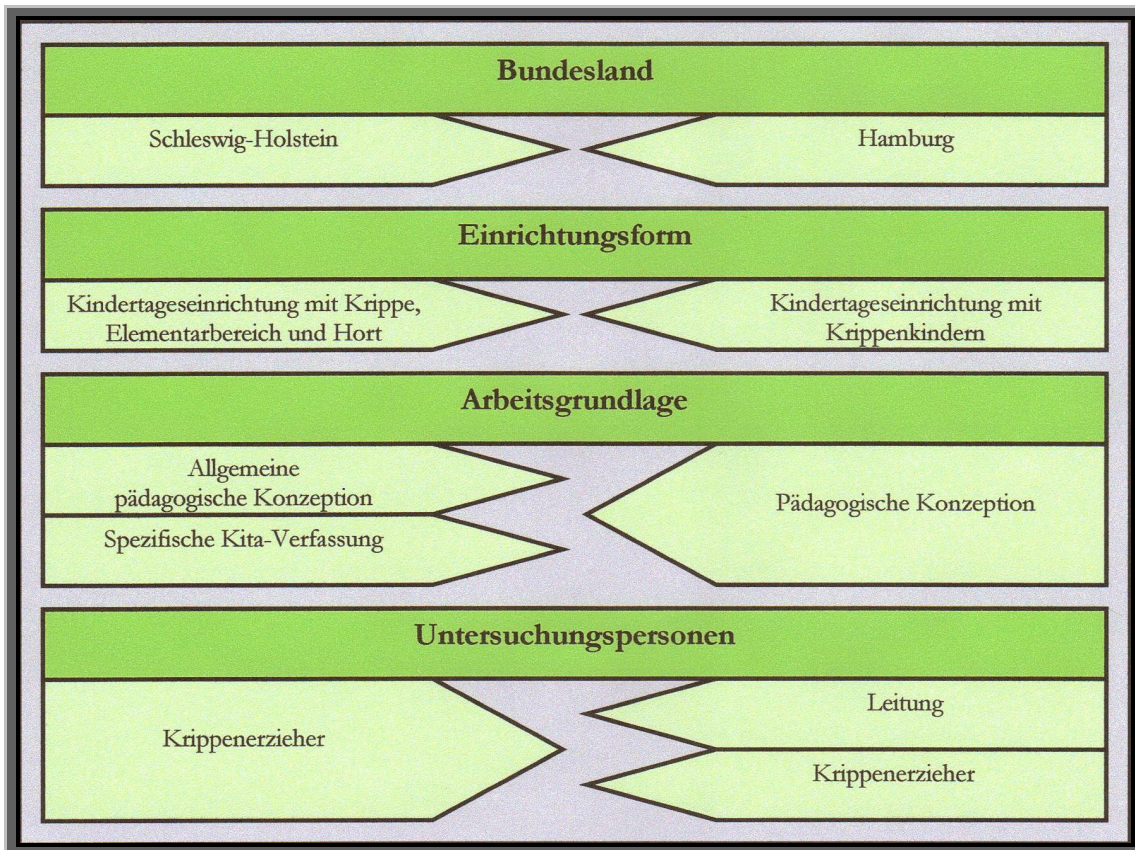 Bundesland
Schleswig-Holstein
Hamburg
Einrichtungsform
Kindertageseinrichtung mit Krippe,
Elementarbereich und Hort
Kindertageseinrichtung mit
Krippenkindern
Arbeitsgrundlage
Allgemeine
pädagogische Konzeption
Spezifische Kita-Verfassung
Pädagogische Konzeption
Untersuchungspersonen
Krippenerzieher
Leitung
Krippenerzieher